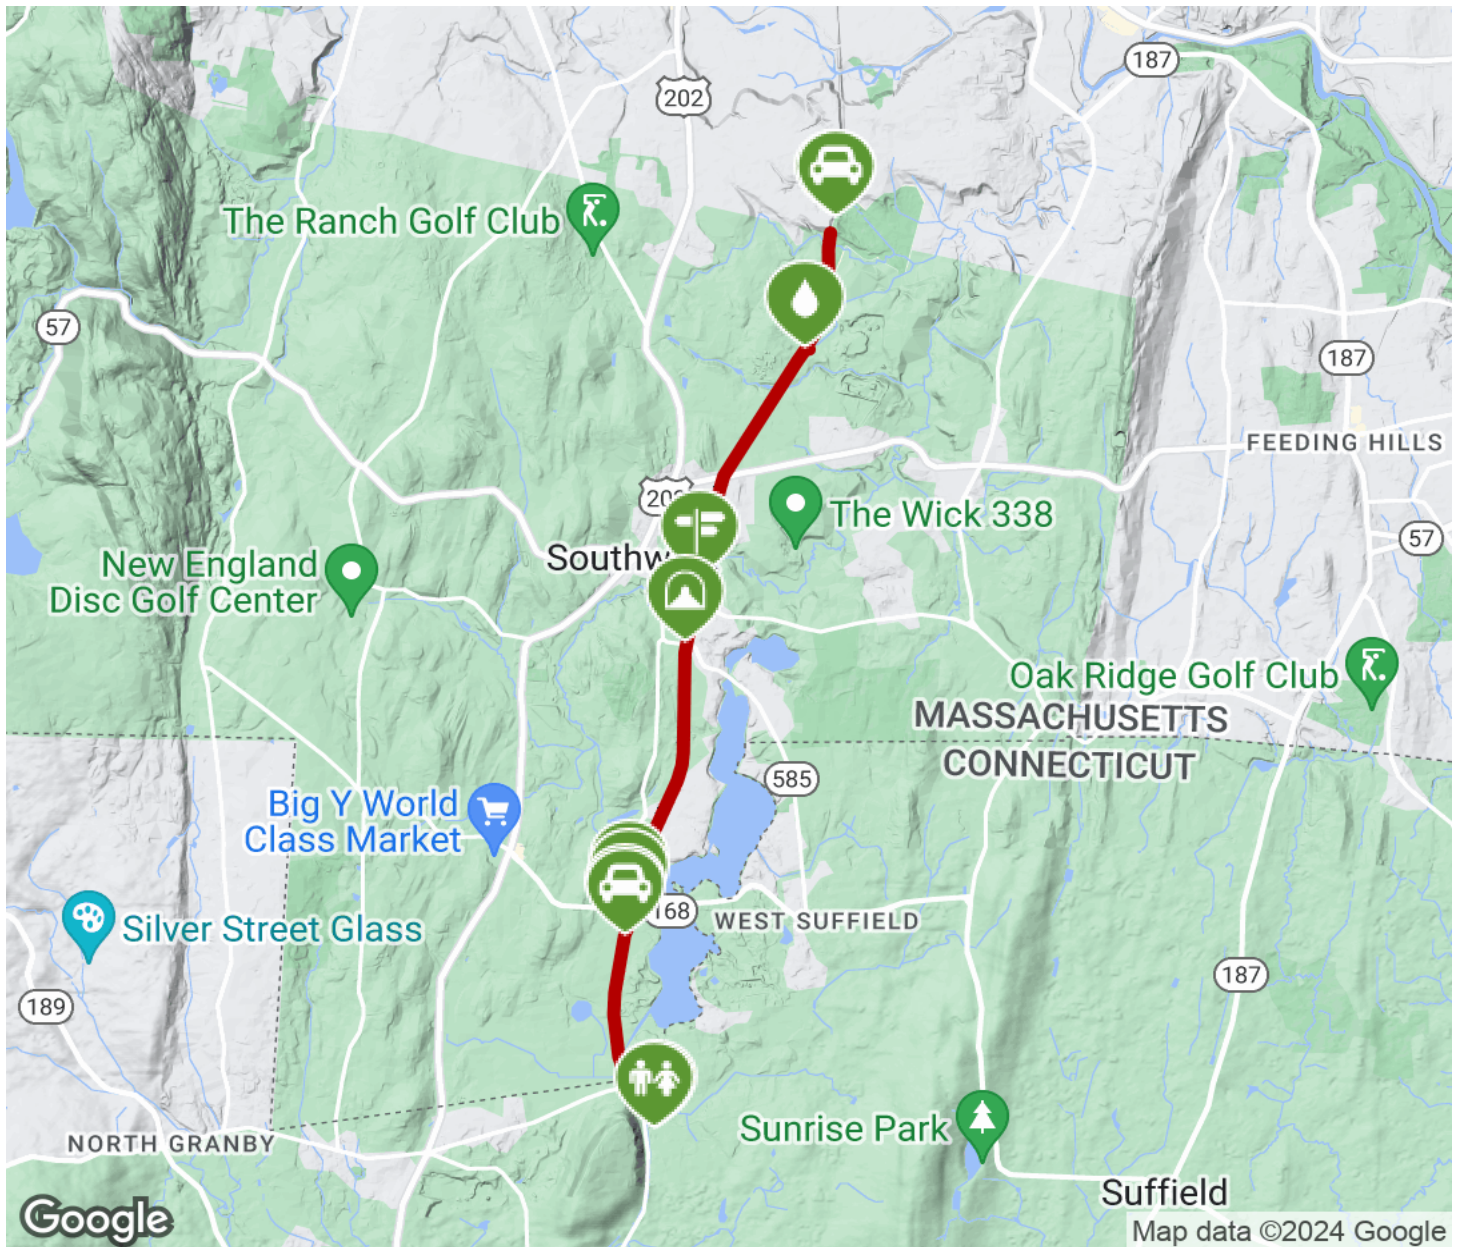 187
202
The Ranch Golf Club
57
187
FEEDING HILLS
The Wick 338
57
Southw
New England
Disc Golf Center
Oak Ridge Golf Club
MASSACHUSETTS
CONNECTICUT
585
Big Y World
Class Market
168
WEST SUFFIELD
Silver Street Glass
187
189
Sunrise Park
NORTH GRANBY
Suffield
Google
Map data ©2024 Google